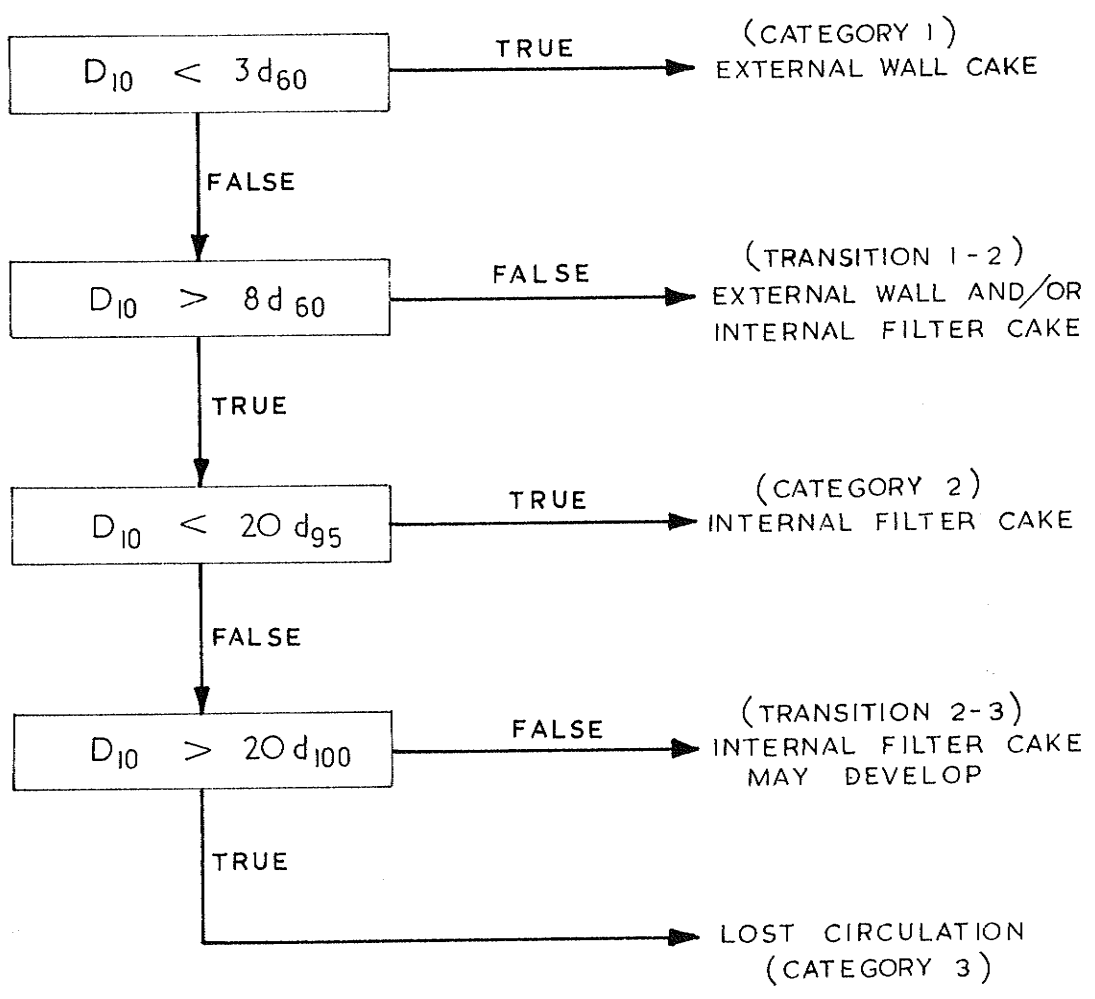 D10 < 3d60
TRUE
(CATEGORY 1)
EXTERNAL WALL CAKE
FALSE
D10 > 8d60
FALSE
(TRANSITION 1-2)
EXTERNAL WALL AND/OR
INTERNAL FILTER CAKE
TRUE
D10 < 20d95
TRUE
(CATEGORY 2)
INTERNAL FILTER CAKE
FALSE
D10 > 20d100
FALSE
(TRANSITION 2-3)
INTERNAL FILTER CAKE
MAY DEVELOP
TRUE
LOST CIRCULATION
(CATEGORY 3)